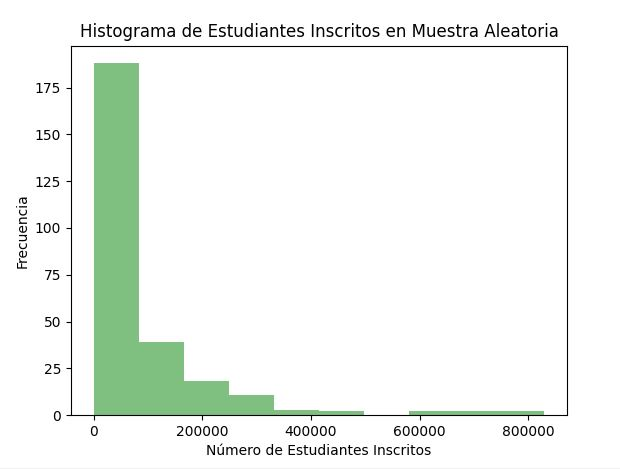 Histograma de Estudiantes Inscritos en Muestra Aleatoria
175
150
125
100
75
50
25
0
Frecuencia
0 200000 400000 600000 800000
Número de Estudiantes Inscritos